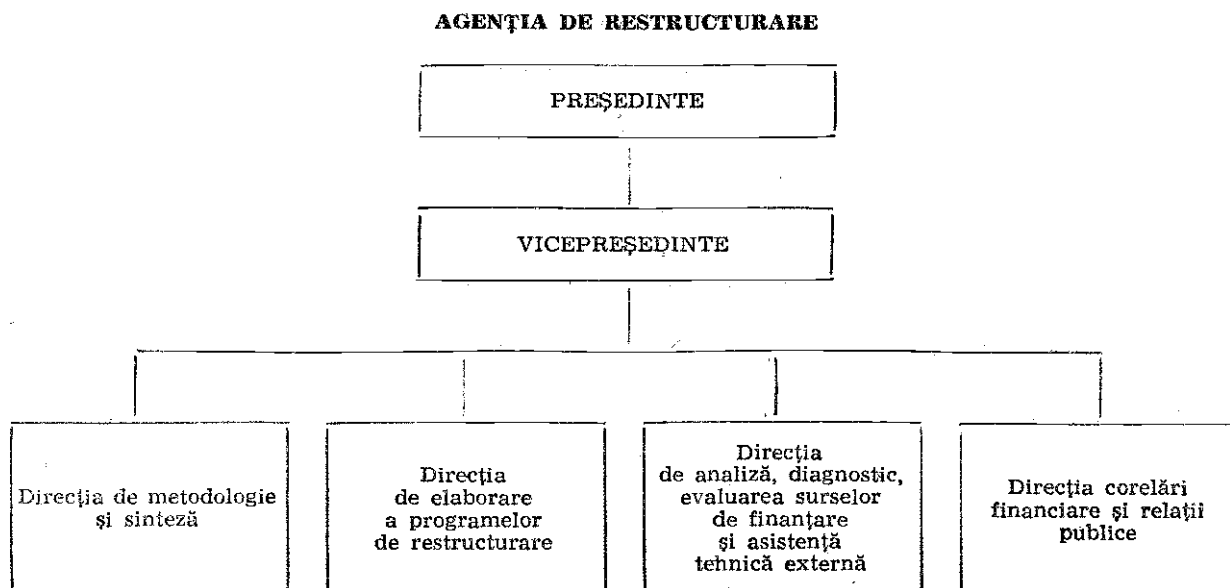 AGENȚIA DE RESTRUCTURARE
PREȘEDINTE
VICEPREȘEDINTE
Direcția de metodologie
și sinteză
Direcția
de elaborare
a programelor
de restructurare
Direcția
de analiză, diagnostic,
evaluarea surselor
de finanțare
și asistență
tehnică externă
Direcția corelări
financiare și relații
publice